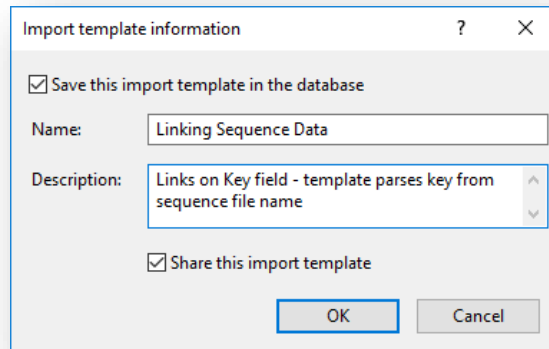 Import template information ?
Save this import template in the database
Name: Linking Sequence Data
Description: Links on Key field - template parses key from
sequence file name
Share this import template
OK Cancel